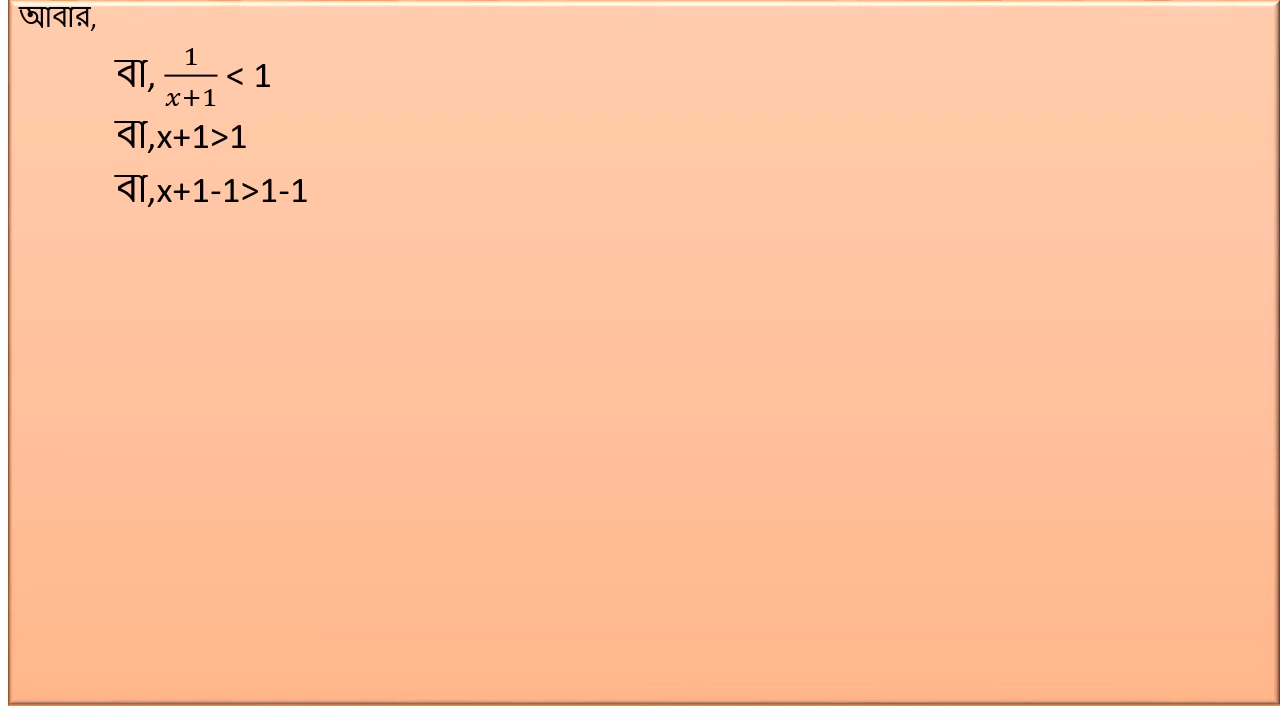 আবার,
বা, 1/(x+1) < 1
বা,x+1>1
বা,x+1-1>1-1